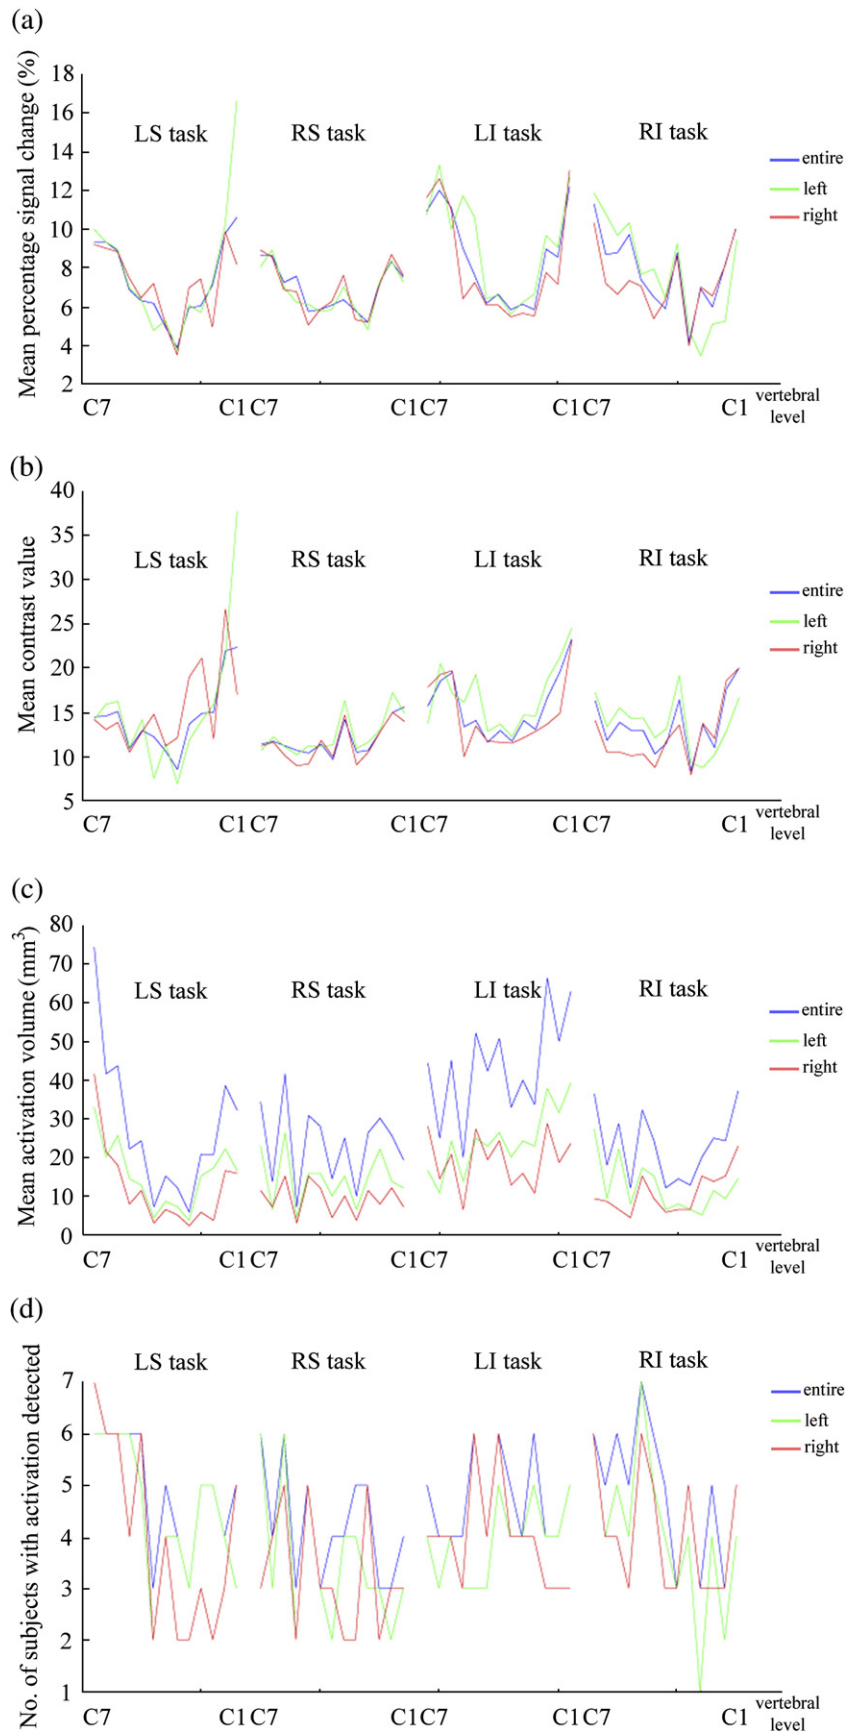 (a)
Mean percentage signal change (%)
18
16
14
12
10
8
6
4
2
LS task
RS task
LI task
RI task
entire
left
right
C7
C1 C7
C1 C7
C1 C7
C1
vertebral
level
(b)
Mean contrast value
40
35
30
25
20
15
10
5
LS task
RS task
LI task
RI task
entire
left
right
C7
C1 C7
C1 C7
C1 C7
C1
vertebral
level
(c)
Mean activation volume (mm³)
80
70
60
50
40
30
20
10
0
LS task
RS task
LI task
RI task
entire
left
right
C7
C1 C7
C1 C7
C1 C7
C1
vertebral
level
(d)
No. of subjects with activation detected
7
6
5
4
3
2
1
LS task
RS task
LI task
RI task
entire
left
right
C7
C1 C7
C1 C7
C1 C7
C1
vertebral
level